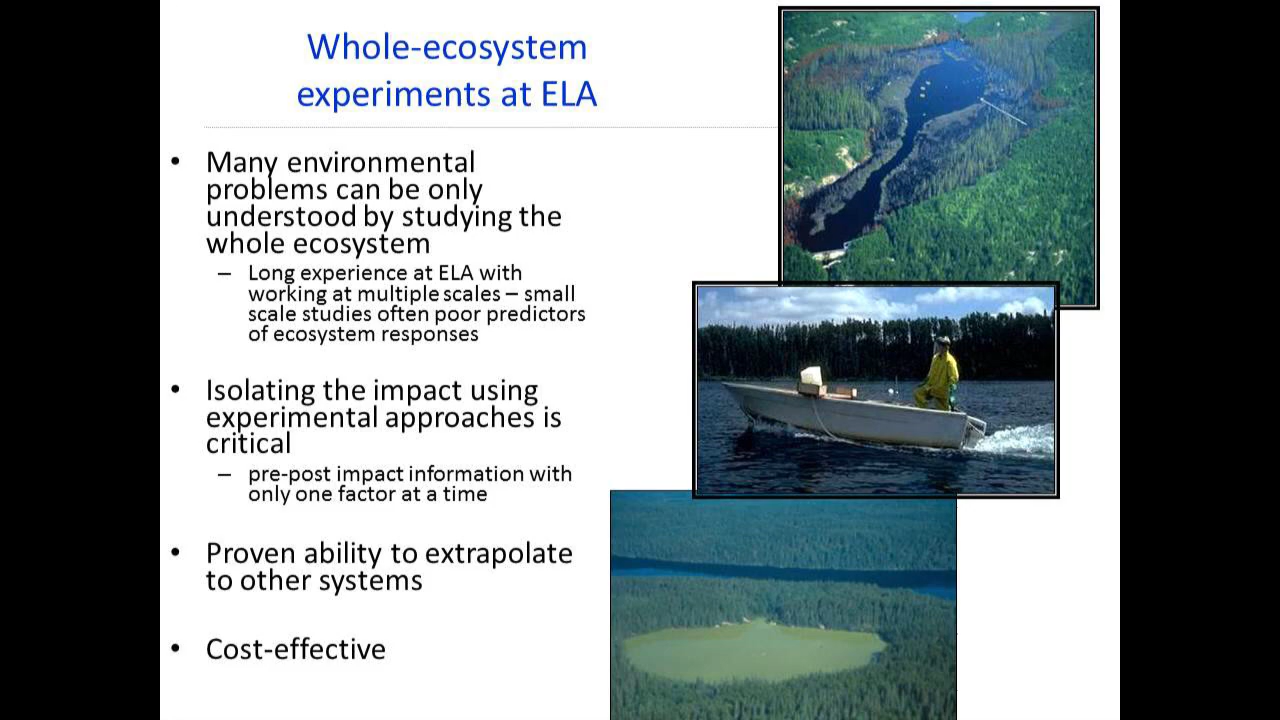 Whole-ecosystem
experiments at ELA
• Many environmental
problems can be only
understood by studying the
whole ecosystem
– Long experience at ELA with
working at multiple scales – small
scale studies often poor predictors
of ecosystem responses
• Isolating the impact using
experimental approaches is
critical
– pre-post impact information with
only one factor at a time
• Proven ability to extrapolate
to other systems
• Cost-effective